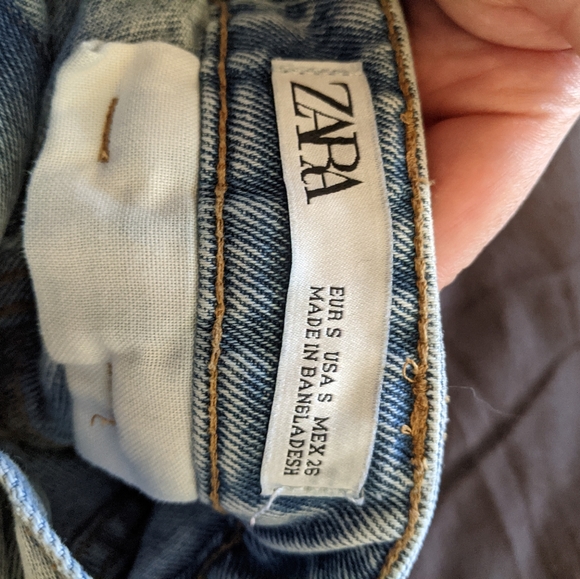 ZARA
EUR S USA S MEX 26
MADE IN BANGLADESH